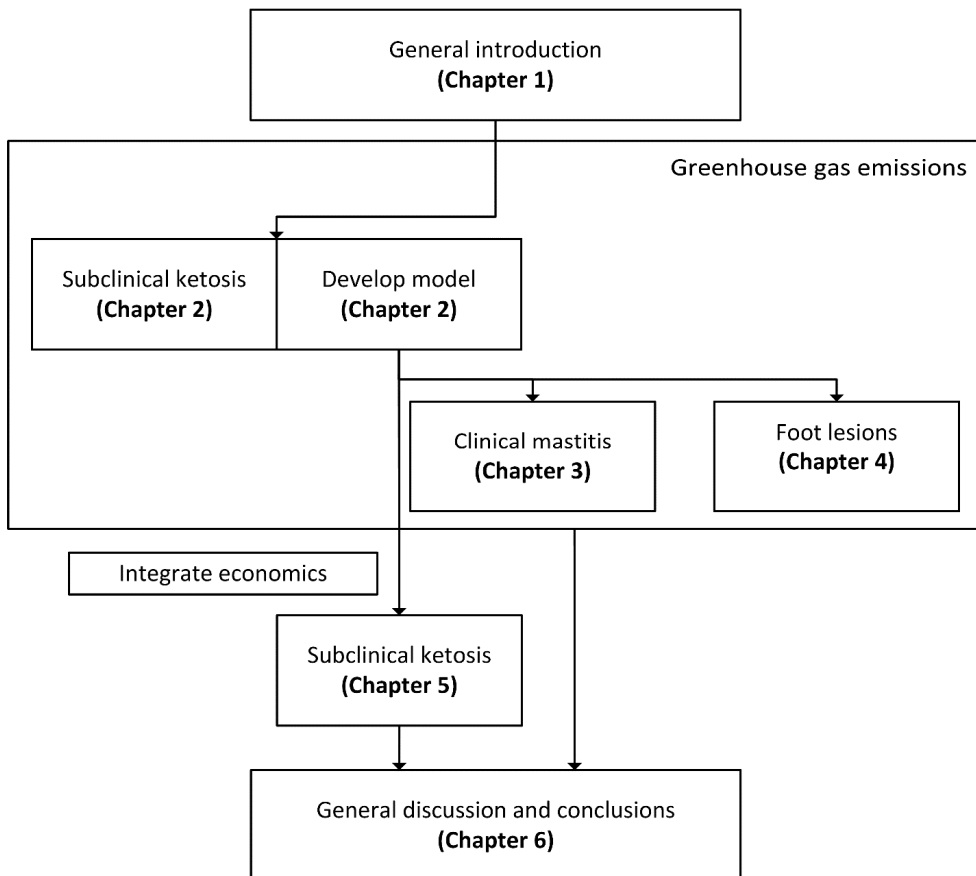 General introduction
(Chapter 1)
Greenhouse gas emissions
Subclinical ketosis
(Chapter 2)
Develop model
(Chapter 2)
Clinical mastitis
(Chapter 3)
Foot lesions
(Chapter 4)
Integrate economics
Subclinical ketosis
(Chapter 5)
General discussion and conclusions
(Chapter 6)